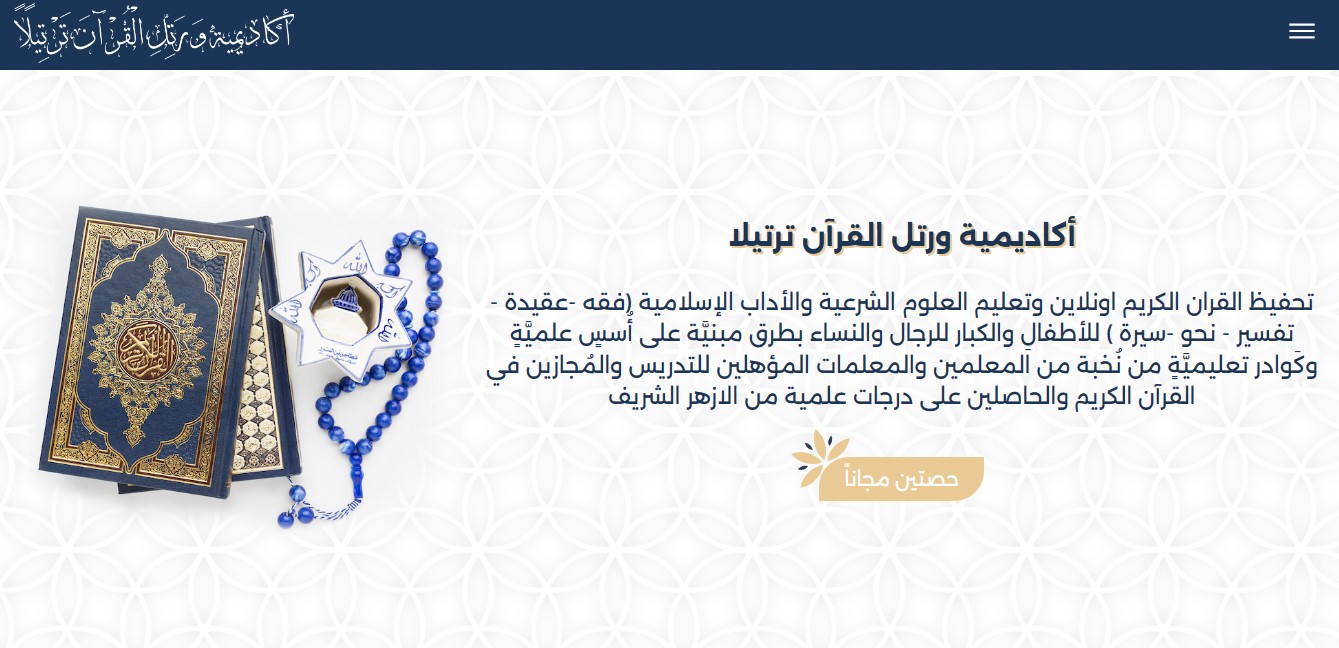 أكاديمية ورتل القرآن ترتيلا
أكاديمية ورتل القرآن ترتيلا
تحفيظ القران الكريم اونلاين وتعليم العلوم الشرعية والأداب الإسلامية (فقه -عقيدة -
تفسير - نحو -سيرة ) للأطفالِ والكبار للرجال والنساء بطرق مبنيَّة على أُسسٍ علميَّةٍ
وكَوادر تعليميَّةٍ من نُخبة من المعلمين والمعلمات المؤهلين للتدريس والمُجازين في
القرآن الكريم والحاصلين على درجات علمية من الازهر الشريف
حصتين مجاناً
الله